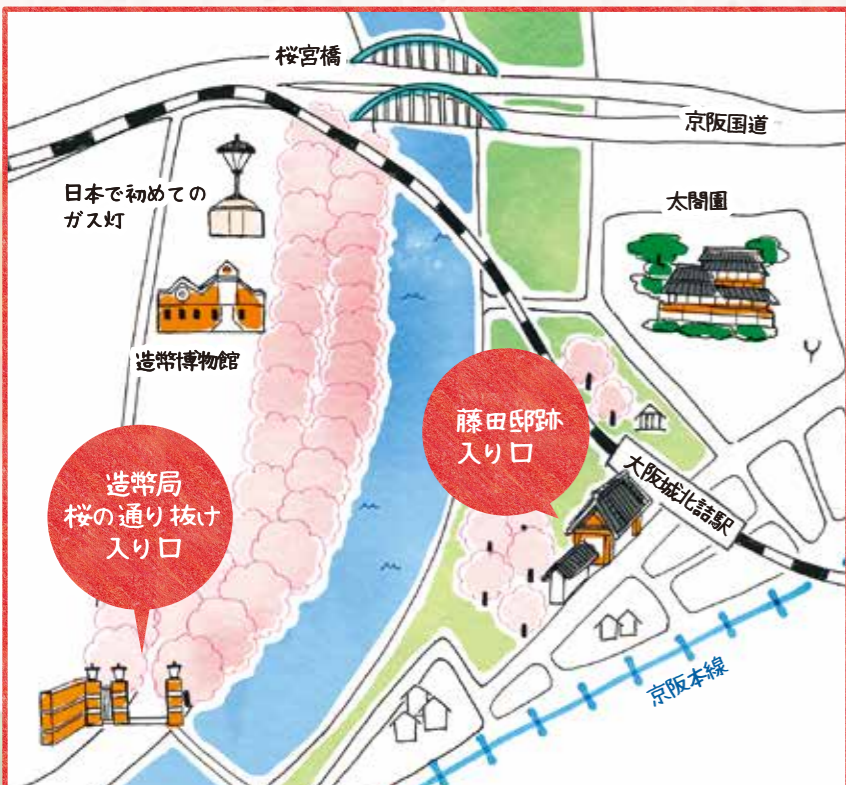 桜宮橋
京阪国道
日本で初めての
ガス灯
太閤園
造幣博物館
藤田邸跡
入り口
大阪城北詰駅
造幣局
桜の通り抜け
入り口
京阪本線